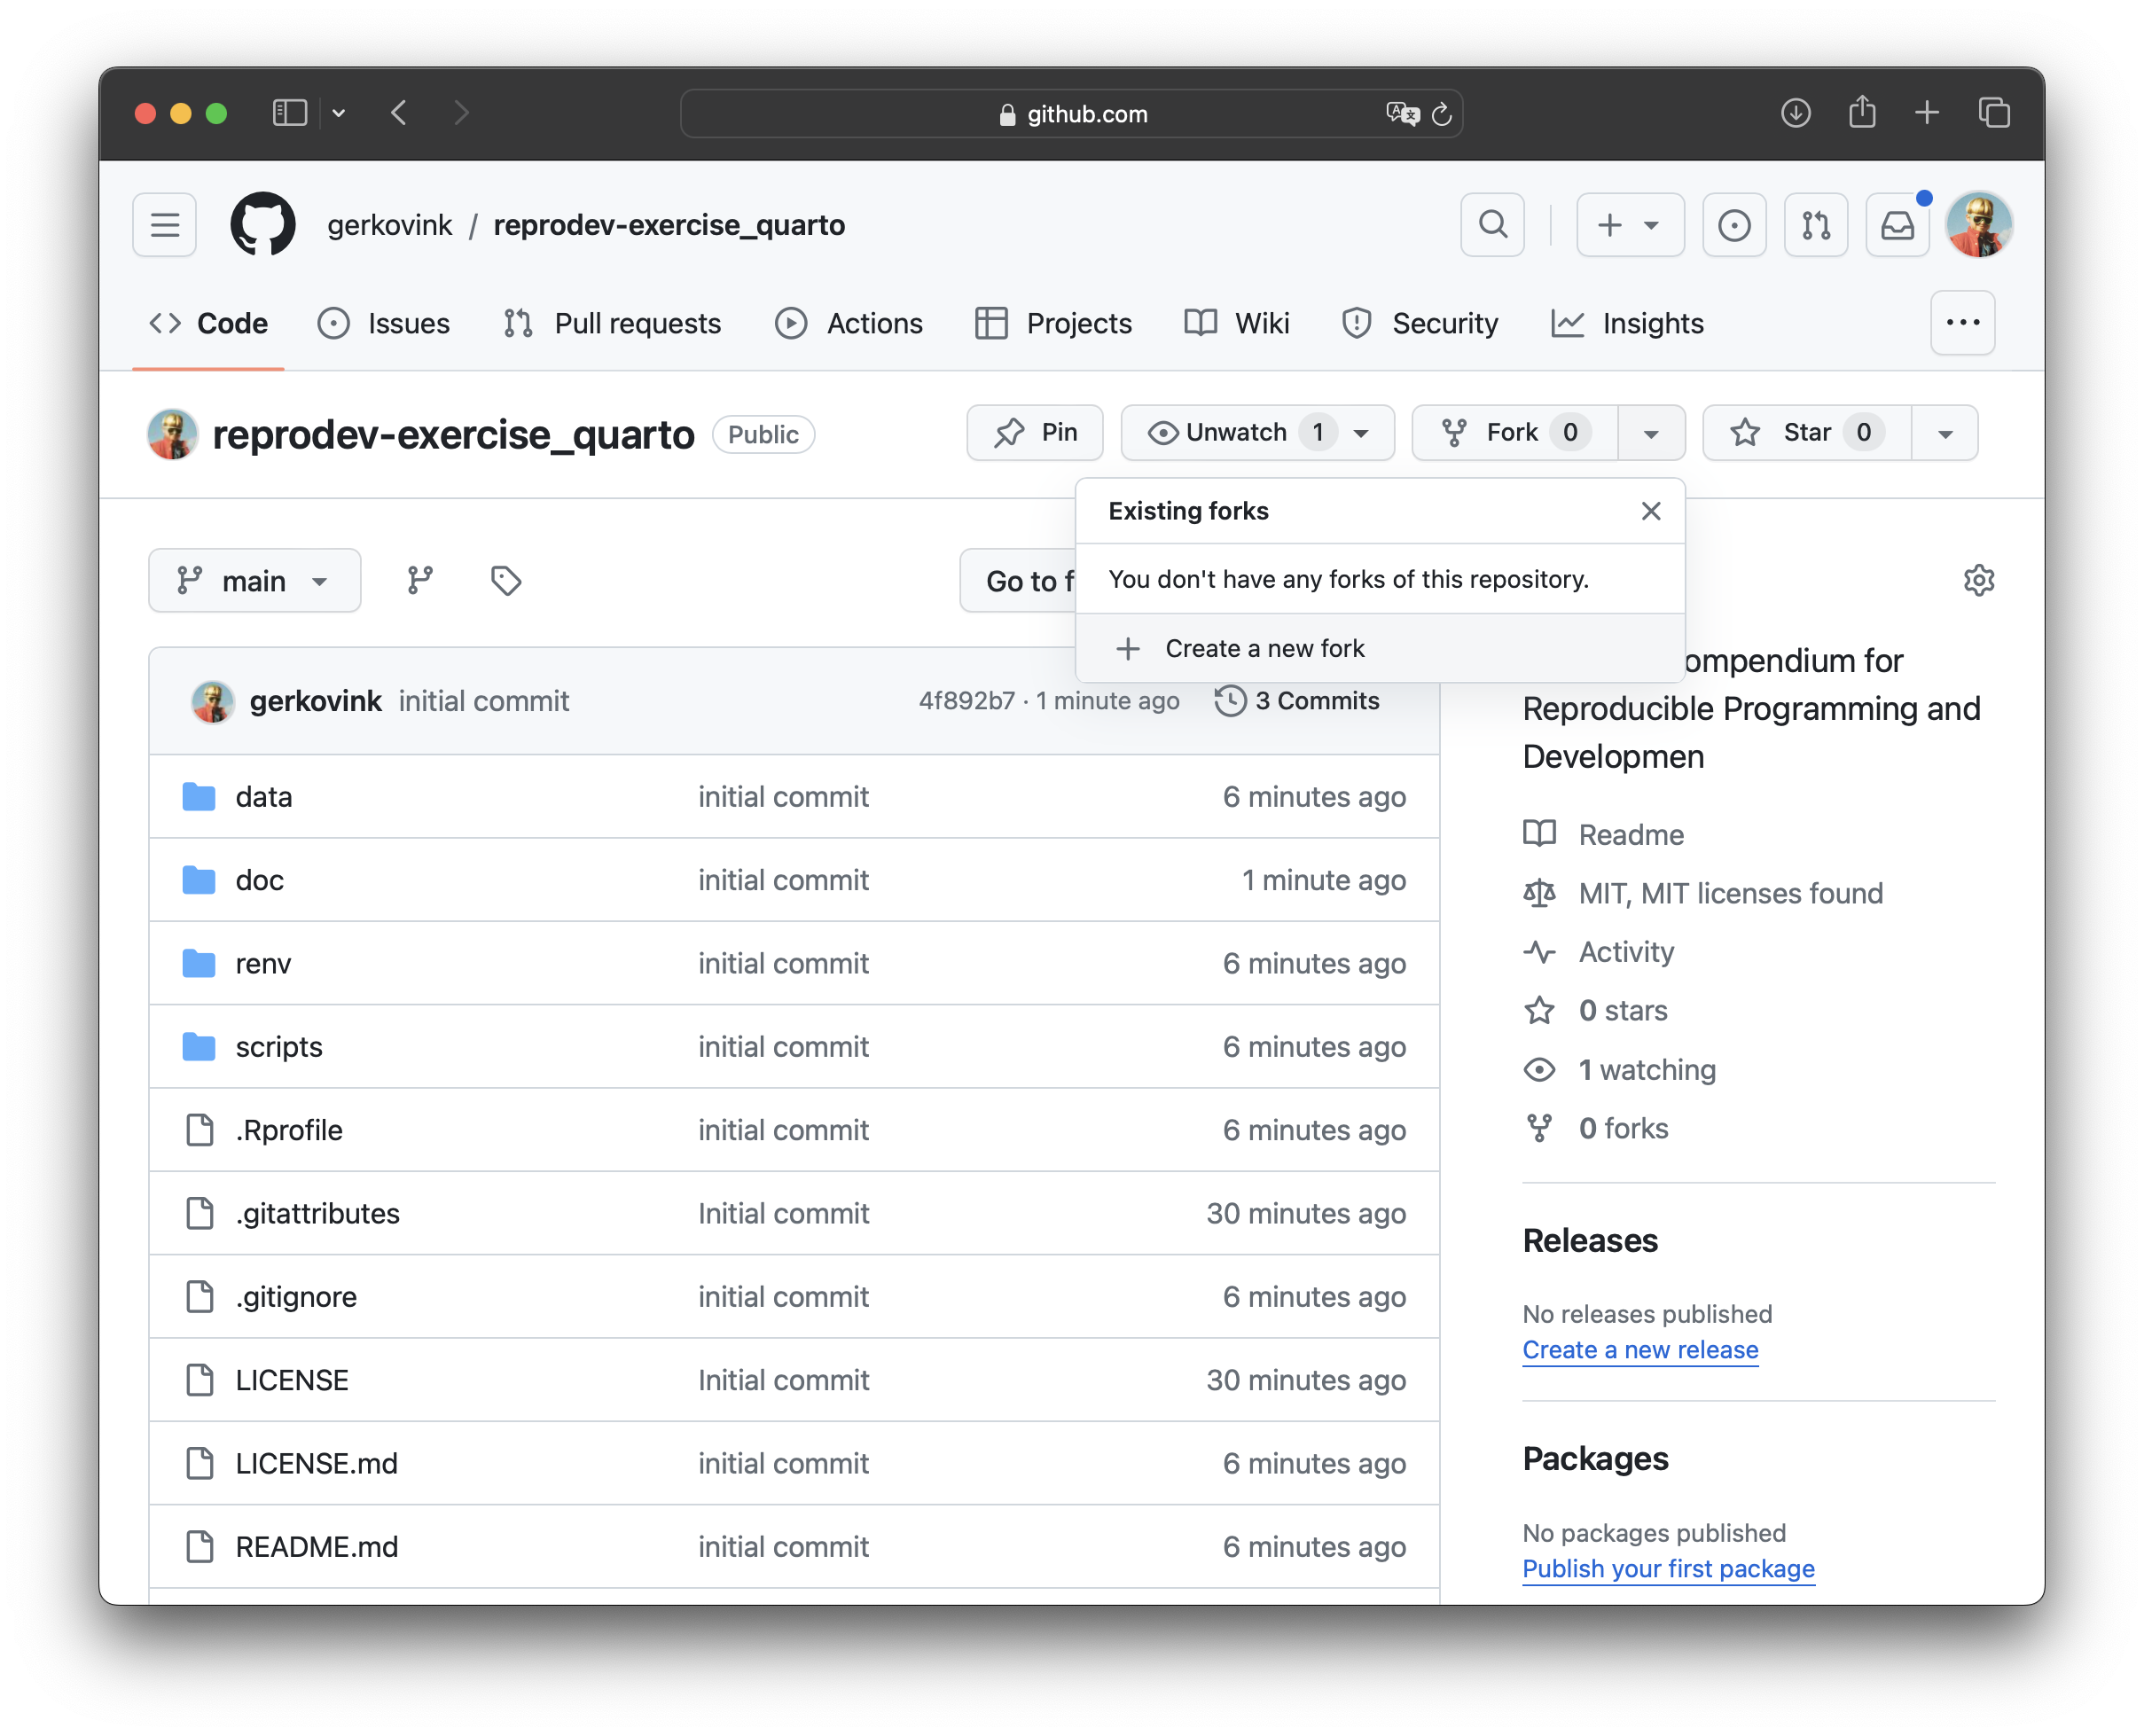 github.com
gerkovink / reprodev-exercise_quarto
Code Issues Pull requests Actions Projects Wiki Security Insights
reprodev-exercise_quarto Public Pin Unwatch 1 Fork 0 Star 0
Existing forks
You don't have any forks of this repository.
Create a new fork
main Go to f
ompendium for
Reproducible Programming and
Developmen
gerkovink initial commit 4f892b7 · 1 minute ago 3 Commits
data initial commit 6 minutes ago
doc initial commit 1 minute ago
renv initial commit 6 minutes ago
scripts initial commit 6 minutes ago
.Rprofile initial commit 6 minutes ago
.gitattributes Initial commit 30 minutes ago
.gitignore initial commit 6 minutes ago
LICENSE Initial commit 30 minutes ago
LICENSE.md initial commit 6 minutes ago
README.md initial commit 6 minutes ago
Readme
MIT, MIT licenses found
Activity
0 stars
1 watching
0 forks
Releases
No releases published
Create a new release
Packages
No packages published
Publish your first package